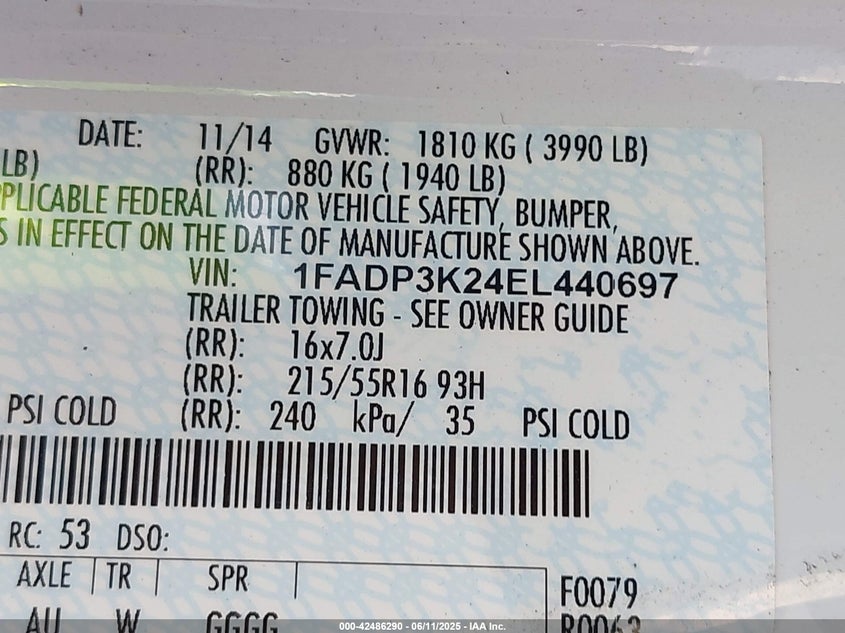 DATE: 11/14 GVWR: 1810 KG ( 3990 LB)
LB) (RR): 880 KG ( 1940 LB)
PPLICABLE FEDERAL MOTOR VEHICLE SAFETY, BUMPER,
S IN EFFECT ON THE DATE OF MANUFACTURE SHOWN ABOVE.
VIN: 1FADP3K24EL440697
TRAILER TOWING - SEE OWNER GUIDE
(RR): 16x7.0J
(RR): 215/55R16 93H
PSI COLD (RR): 240 kPa/ 35 PSI COLD
RC: 53 DSO:
AXLE TR SPR F0079
W GGGG R0063
000-42486290 - 06/11/2025 - IAA Inc.